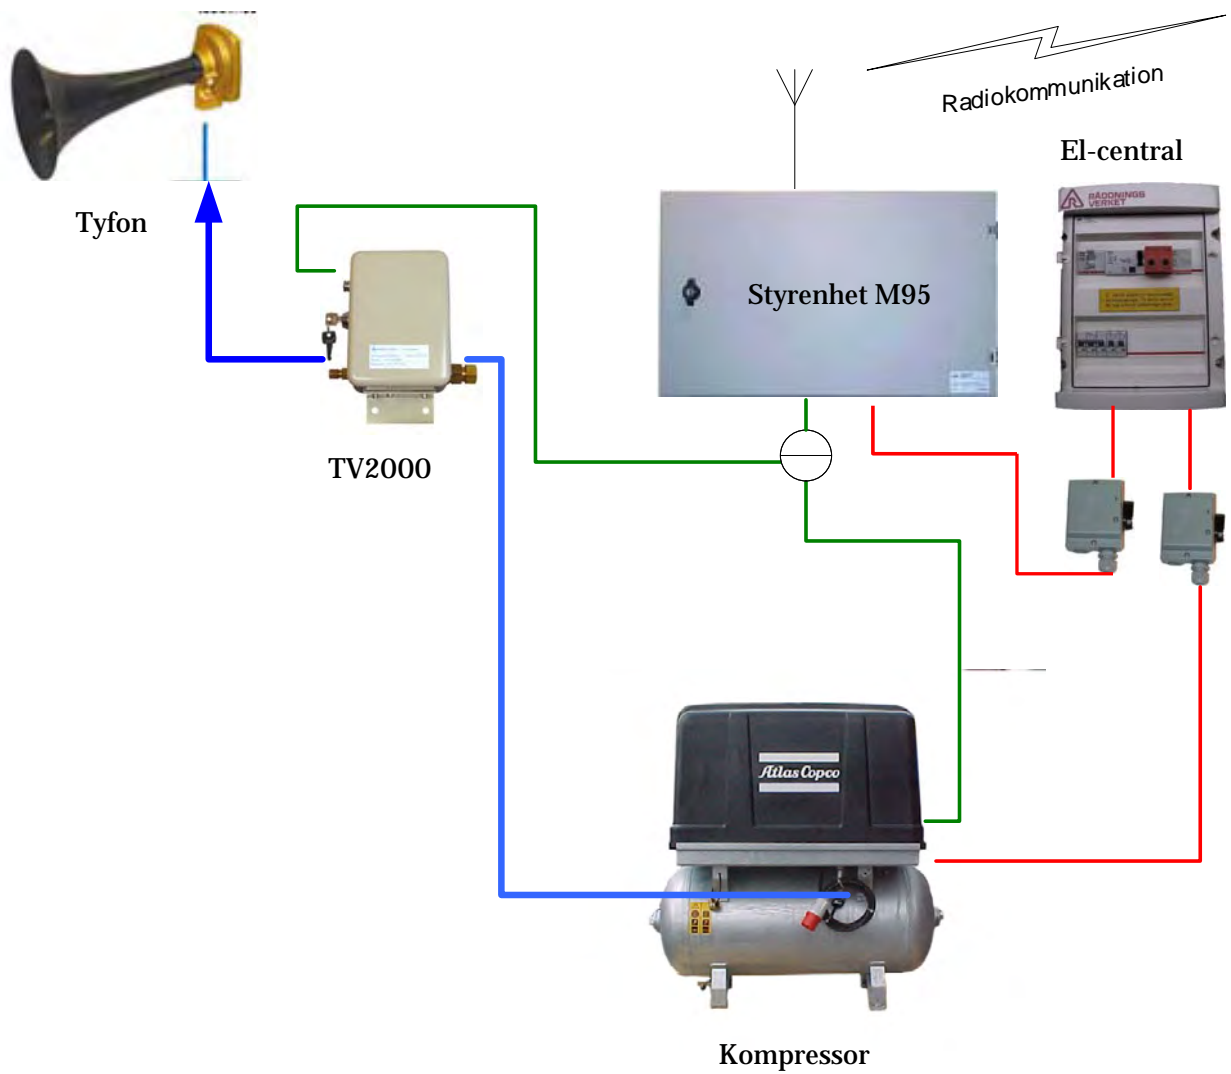 Radiokommunikation
El-central
RÄDDNINGS
VERKET
Tyfon
Styrenhet M95
TV2000
Atlas Copco
Kompressor